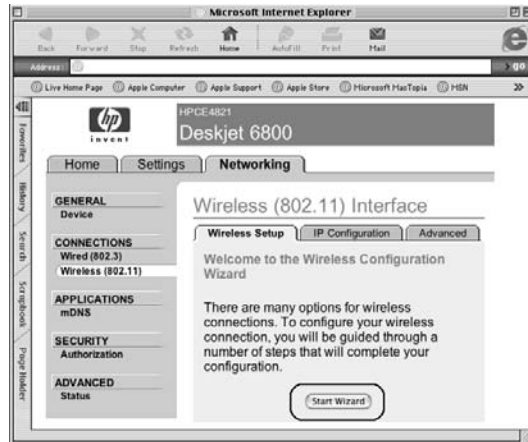 Microsoft Internet Explorer
Back Forward Stop Refresh Home AutoFill Print Mail
Address: go
Live Home Page Apple Computer Apple Support Apple Store Microsoft MacTopia MSN
Favorites
History
Search
Scrapbook
Page Holder
hp
invent
HPCE4821
Deskjet 6800
Home Settings Networking
GENERAL
Device
CONNECTIONS
Wired (802.3)
Wireless (802.11)
APPLICATIONS
mDNS
SECURITY
Authorization
ADVANCED
Status
Wireless (802.11) Interface
Wireless Setup IP Configuration Advanced
Welcome to the Wireless Configuration
Wizard
There are many options for wireless
connections. To configure your wireless
connection, you will be guided through a
number of steps that will complete your
configuration.
Start Wizard